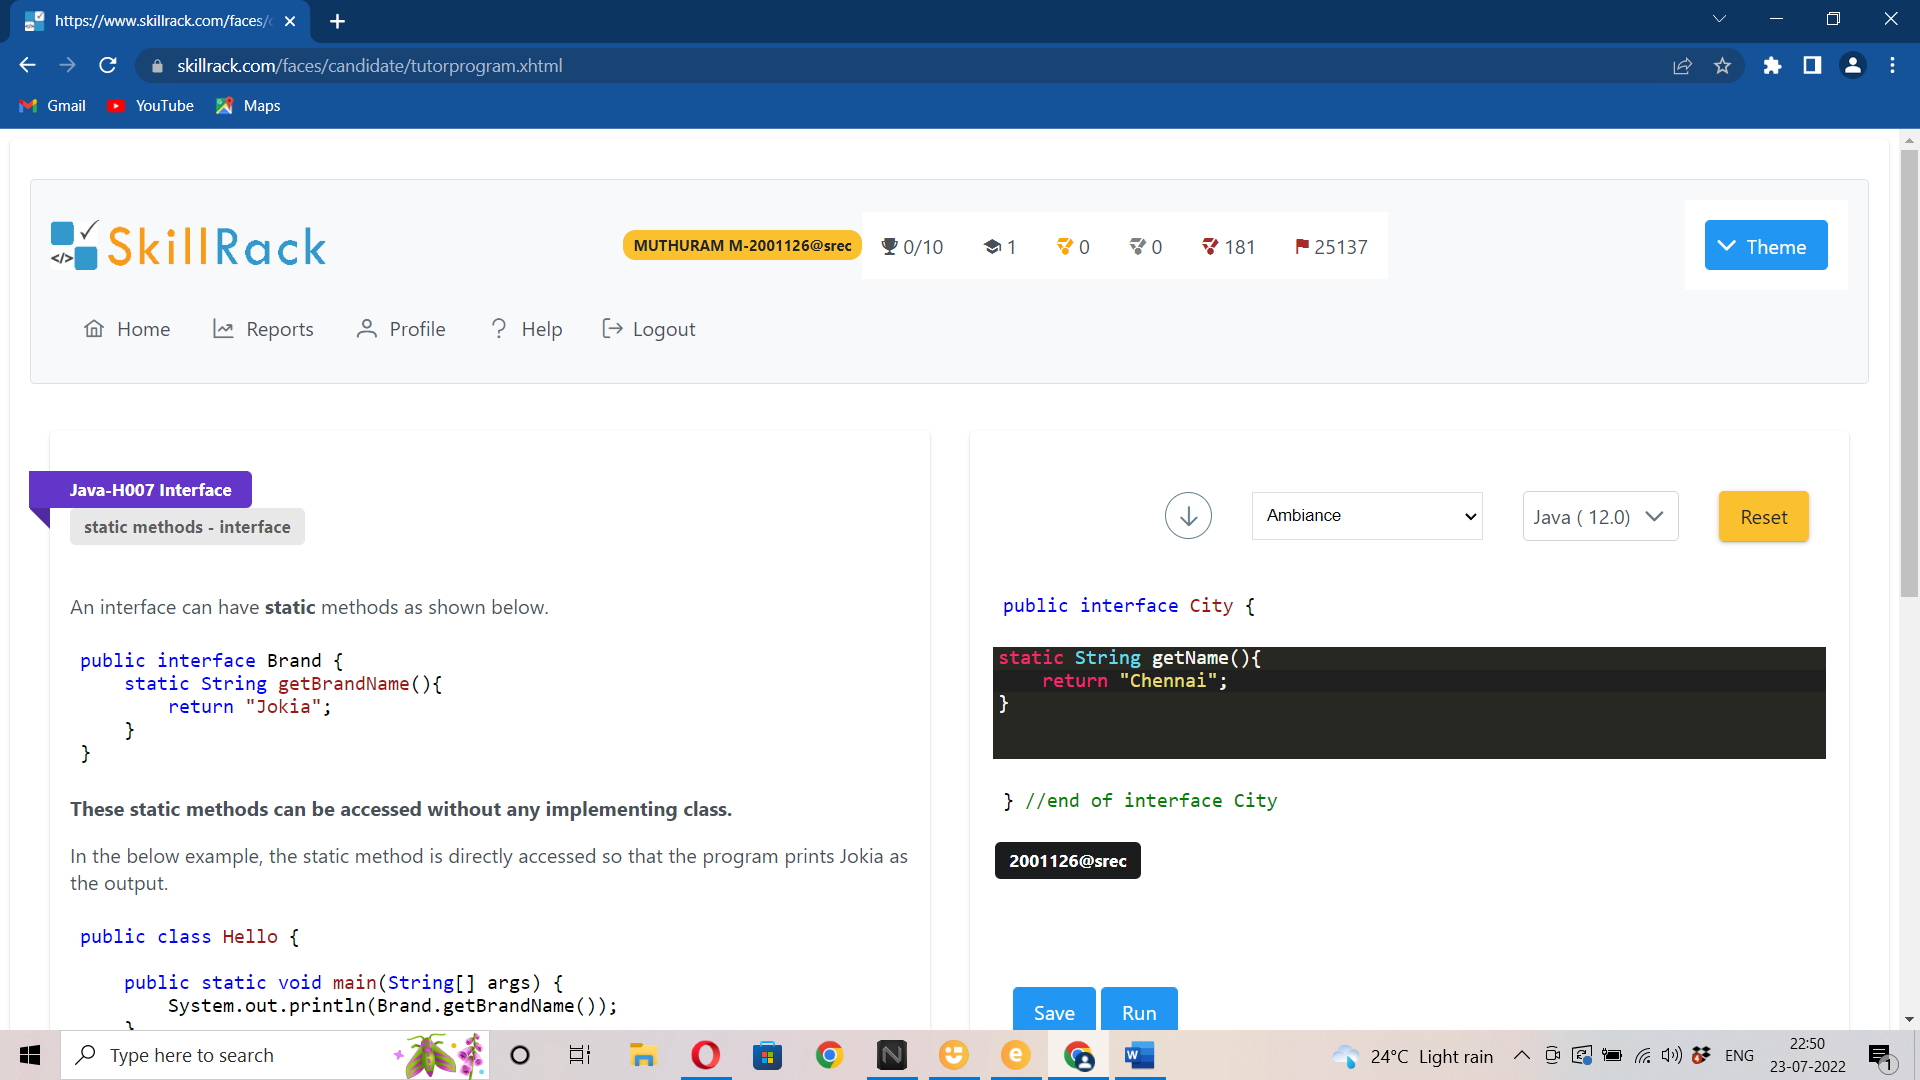 https://www.skillrack.com/faces/c
skillrack.com/faces/candidate/tutorprogram.xhtml
Gmail YouTube Maps
</> SkillRack
MUTHURAM M-2001126@srec 0/10 1 0 0 181 25137
Theme
Home Reports Profile Help Logout
Java-H007 Interface
static methods - interface
An interface can have static methods as shown below.
public interface Brand {
static String getBrandName(){
return "Jokia";
}
}
These static methods can be accessed without any implementing class.
In the below example, the static method is directly accessed so that the program prints Jokia as
the output.
public class Hello {
public static void main(String[] args) {
System.out.println(Brand.getBrandName());
}
Ambiance Java ( 12.0) Reset
public interface City {
static String getName(){
return "Chennai";
}
} //end of interface City
2001126@srec
Save Run
Type here to search
24°C Light rain ENG
22:50
23-07-2022
1